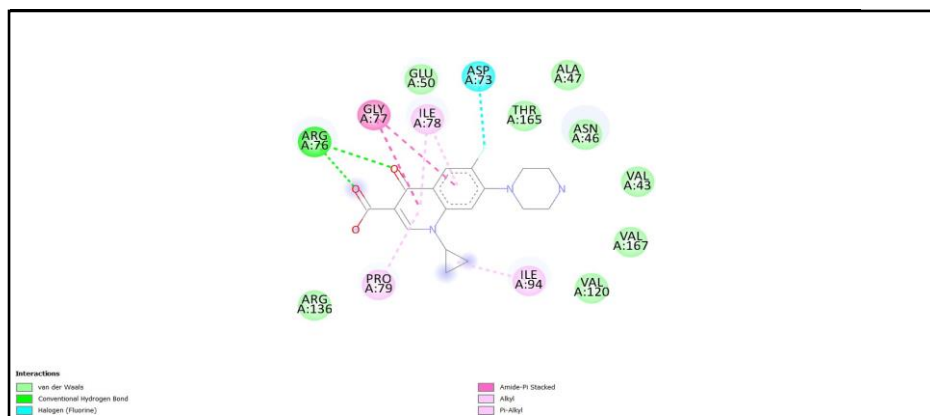 GLU
A:50
ASP
A:73
ALA
A:47
GLY
A:77
ILE
A:78
THR
A:165
ASN
A:46
ARG
A:76
O
O
O
N
N
N
VAL
A:43
VAL
A:167
PRO
A:79
ILE
A:94
VAL
A:120
ARG
A:136
Interactions
van der Waals
Conventional Hydrogen Bond
Halogen (Fluorine)
Amide-Pi Stacked
Alkyl
Pi-Alkyl